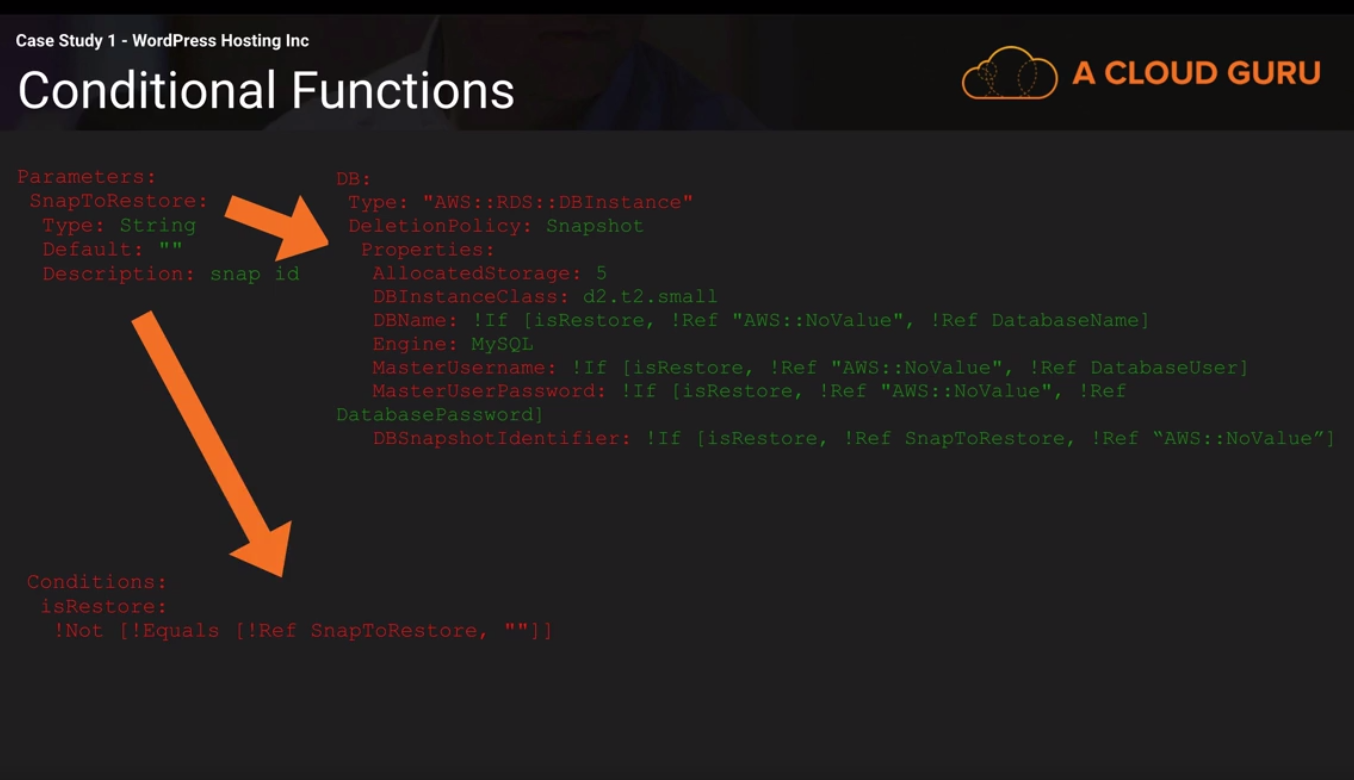 Case Study 1 - WordPress Hosting Inc
Conditional Functions
A CLOUD GURU
Parameters:
SnapToRestore:
Type: String
Default: ""
Description: snap id
DB:
Type: "AWS::RDS::DBInstance"
DeletionPolicy: Snapshot
Properties:
AllocatedStorage: 5
DBInstanceClass: d2.t2.small
DBName: !If [isRestore, !Ref "AWS::NoValue", !Ref DatabaseName]
Engine: MySQL
MasterUsername: !If [isRestore, !Ref "AWS::NoValue", !Ref DatabaseUser]
MasterUserPassword: !If [isRestore, !Ref "AWS::NoValue", !Ref
DatabasePassword]
DBSnapshotIdentifier: !If [isRestore, !Ref SnapToRestore, !Ref “AWS::NoValue”]
Conditions:
isRestore:
!Not [!Equals [!Ref SnapToRestore, ""]]